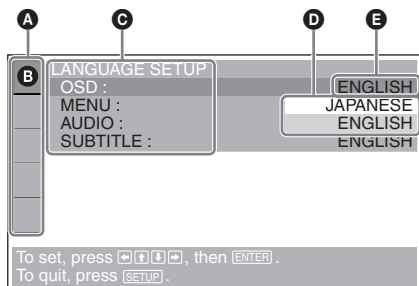 A C D E
B LANGUAGE SETUP
OSD : ENGLISH
MENU : JAPANESE
AUDIO : ENGLISH
SUBTITLE : ENGLISH
To set, press ←↑↓→, then ENTER .
To quit, press SETUP .